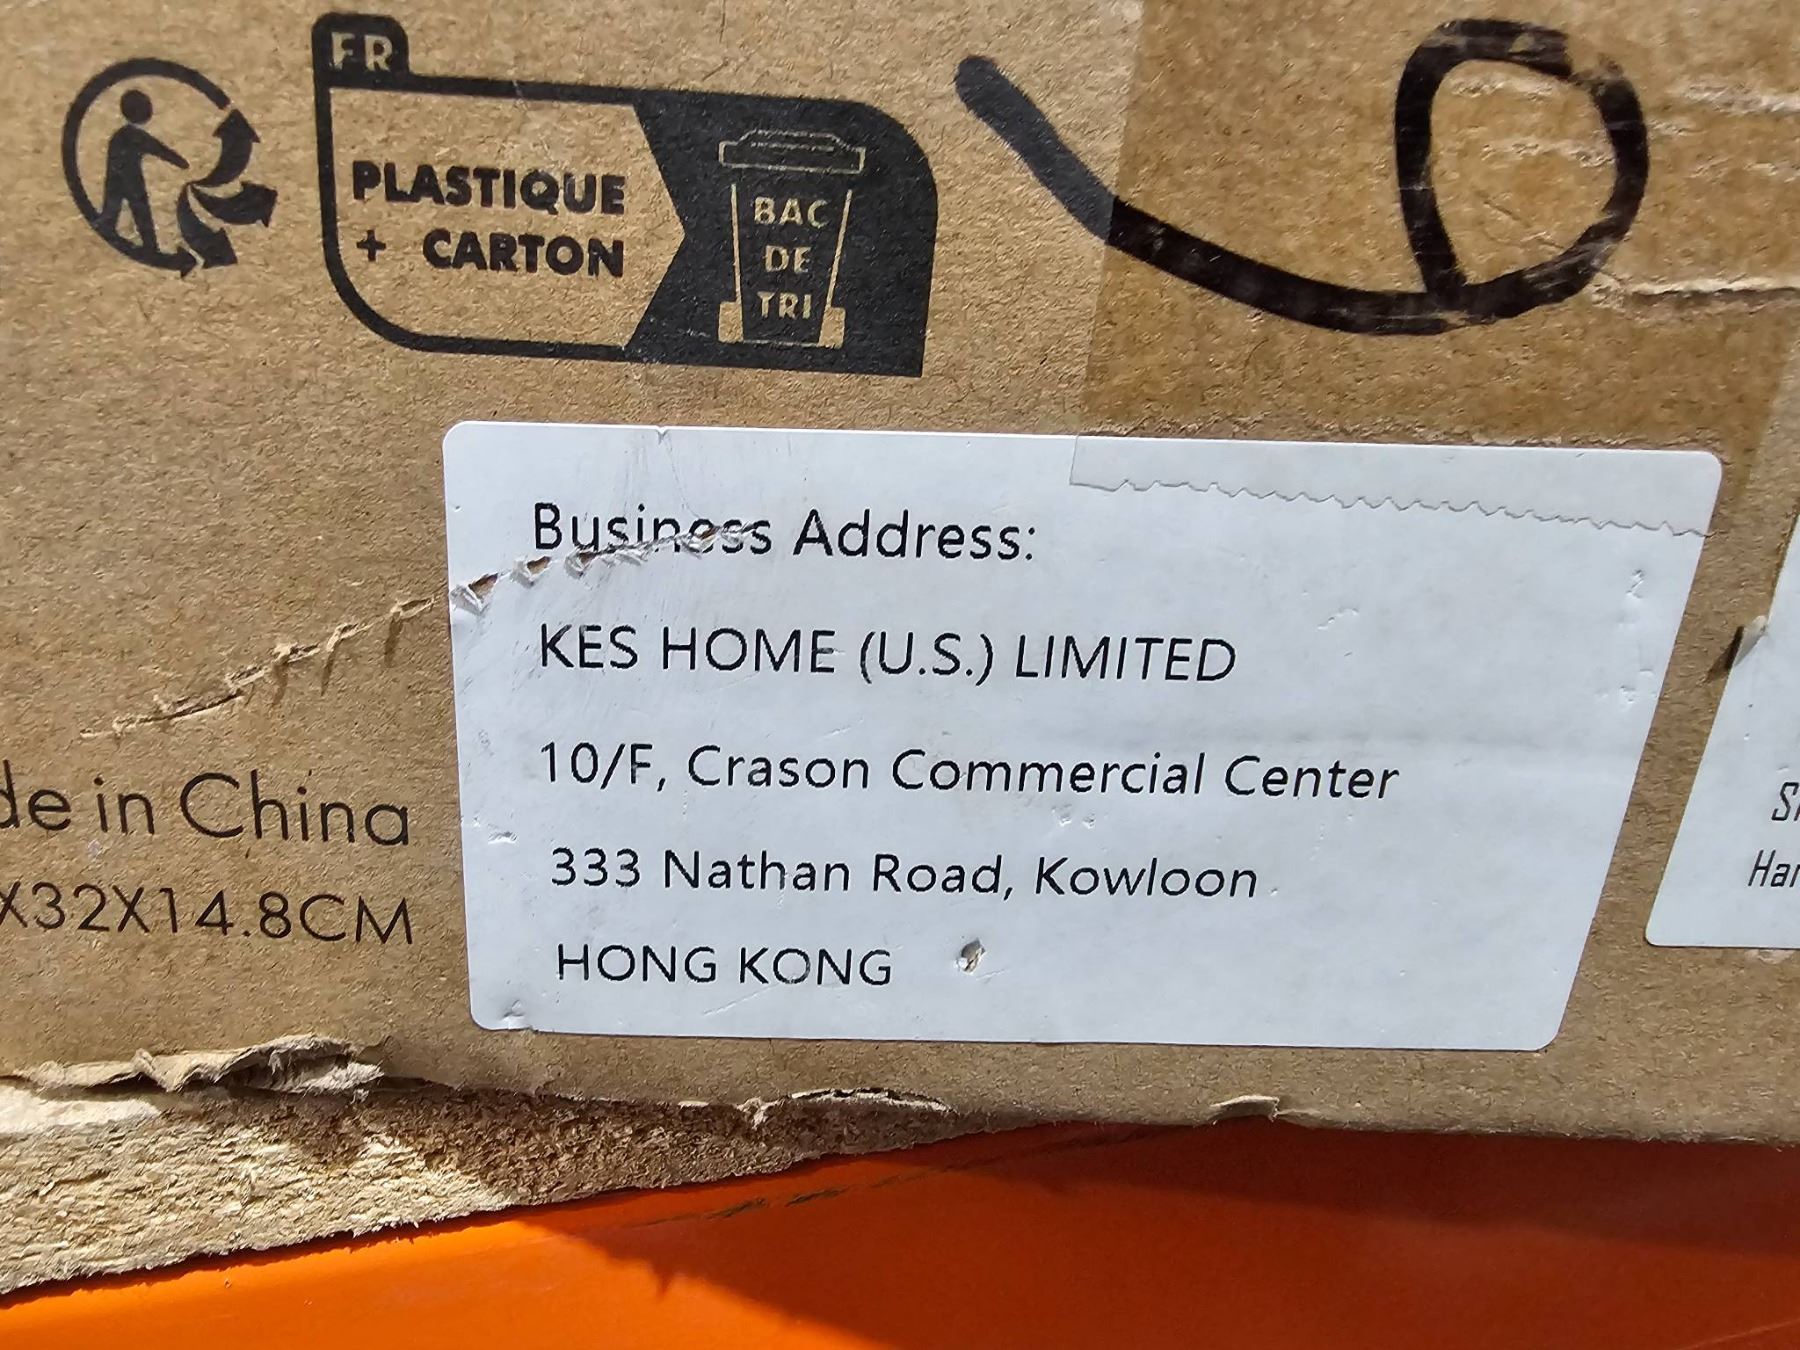 FR
PLASTIQUE
+ CARTON
BAC
DE
TRI
Business Address:
KES HOME (U.S.) LIMITED
10/F, Crason Commercial Center
333 Nathan Road, Kowloon
HONG KONG
de in China
X32X14.8CM